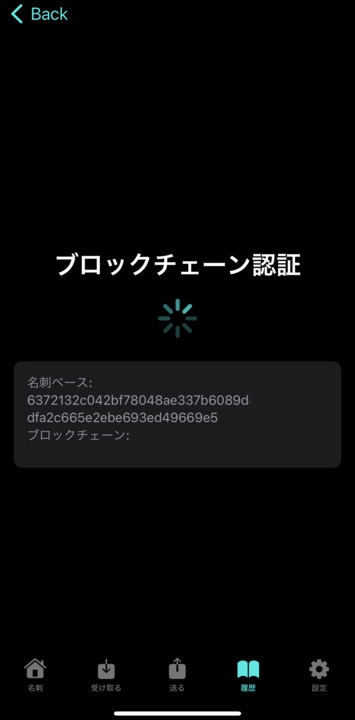 Back
ブロックチェーン認証
名刺ベース:
6372132c042bf78048ae337b6089d
dfa2c665e2ebe693ed49669e5
ブロックチェーン:
名刺
受け取る
送る
履歴
設定